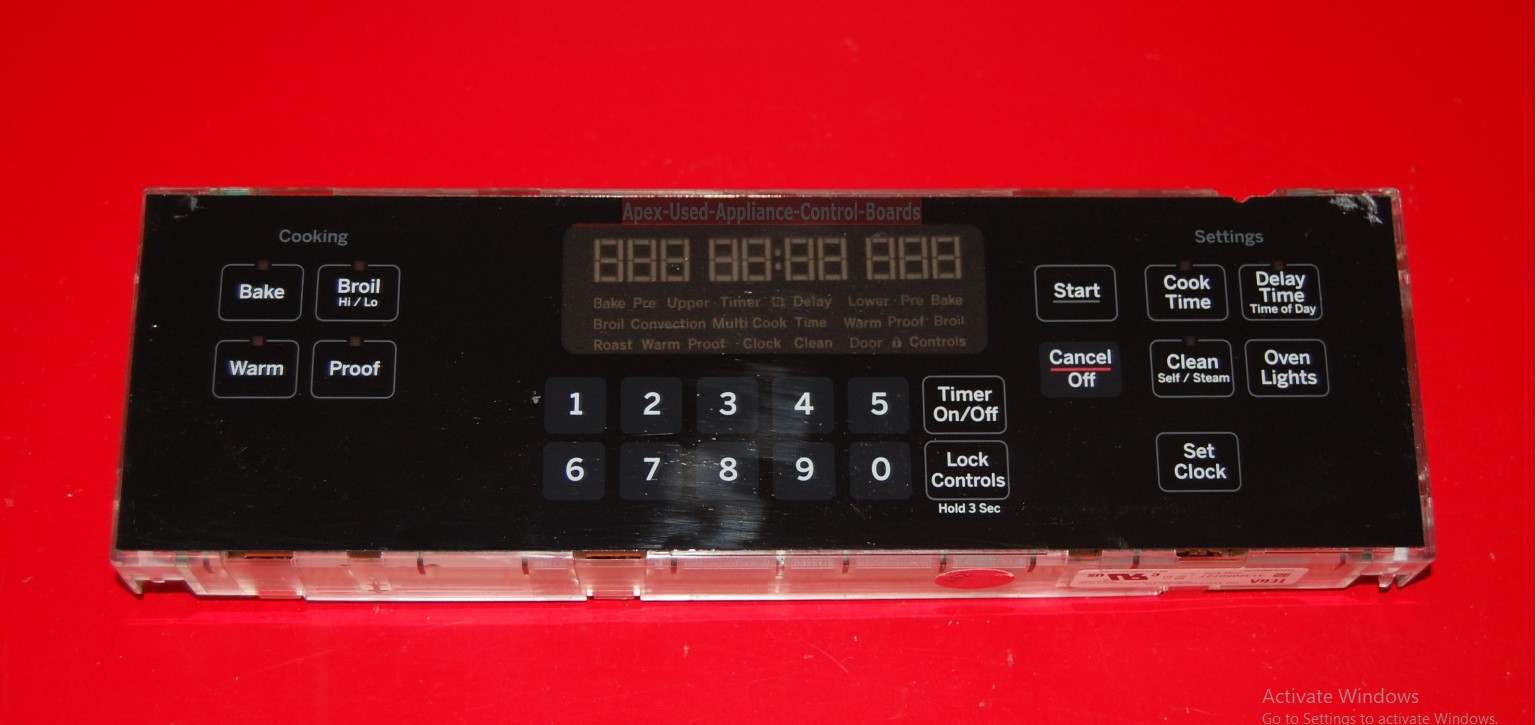 Apex-Used-Appliance-Control-Boards
Cooking
Settings
Bake
Broil
Hi / Lo
Warm
Proof
Bake Pre Upper Timer Delay Lower Pre Bake
Broil Convection Multi Cook Time Warm Proof Broil
Roast Warm Proof Clock Clean Door Controls
1 2 3 4 5
6 7 8 9 0
Timer
On/Off
Lock
Controls
Hold 3 Sec
Start
Cancel
Off
Cook
Time
Delay
Time
Time of Day
Clean
Self / Steam
Oven
Lights
Set
Clock
Activate Windows
Go to Settings to activate Windows.